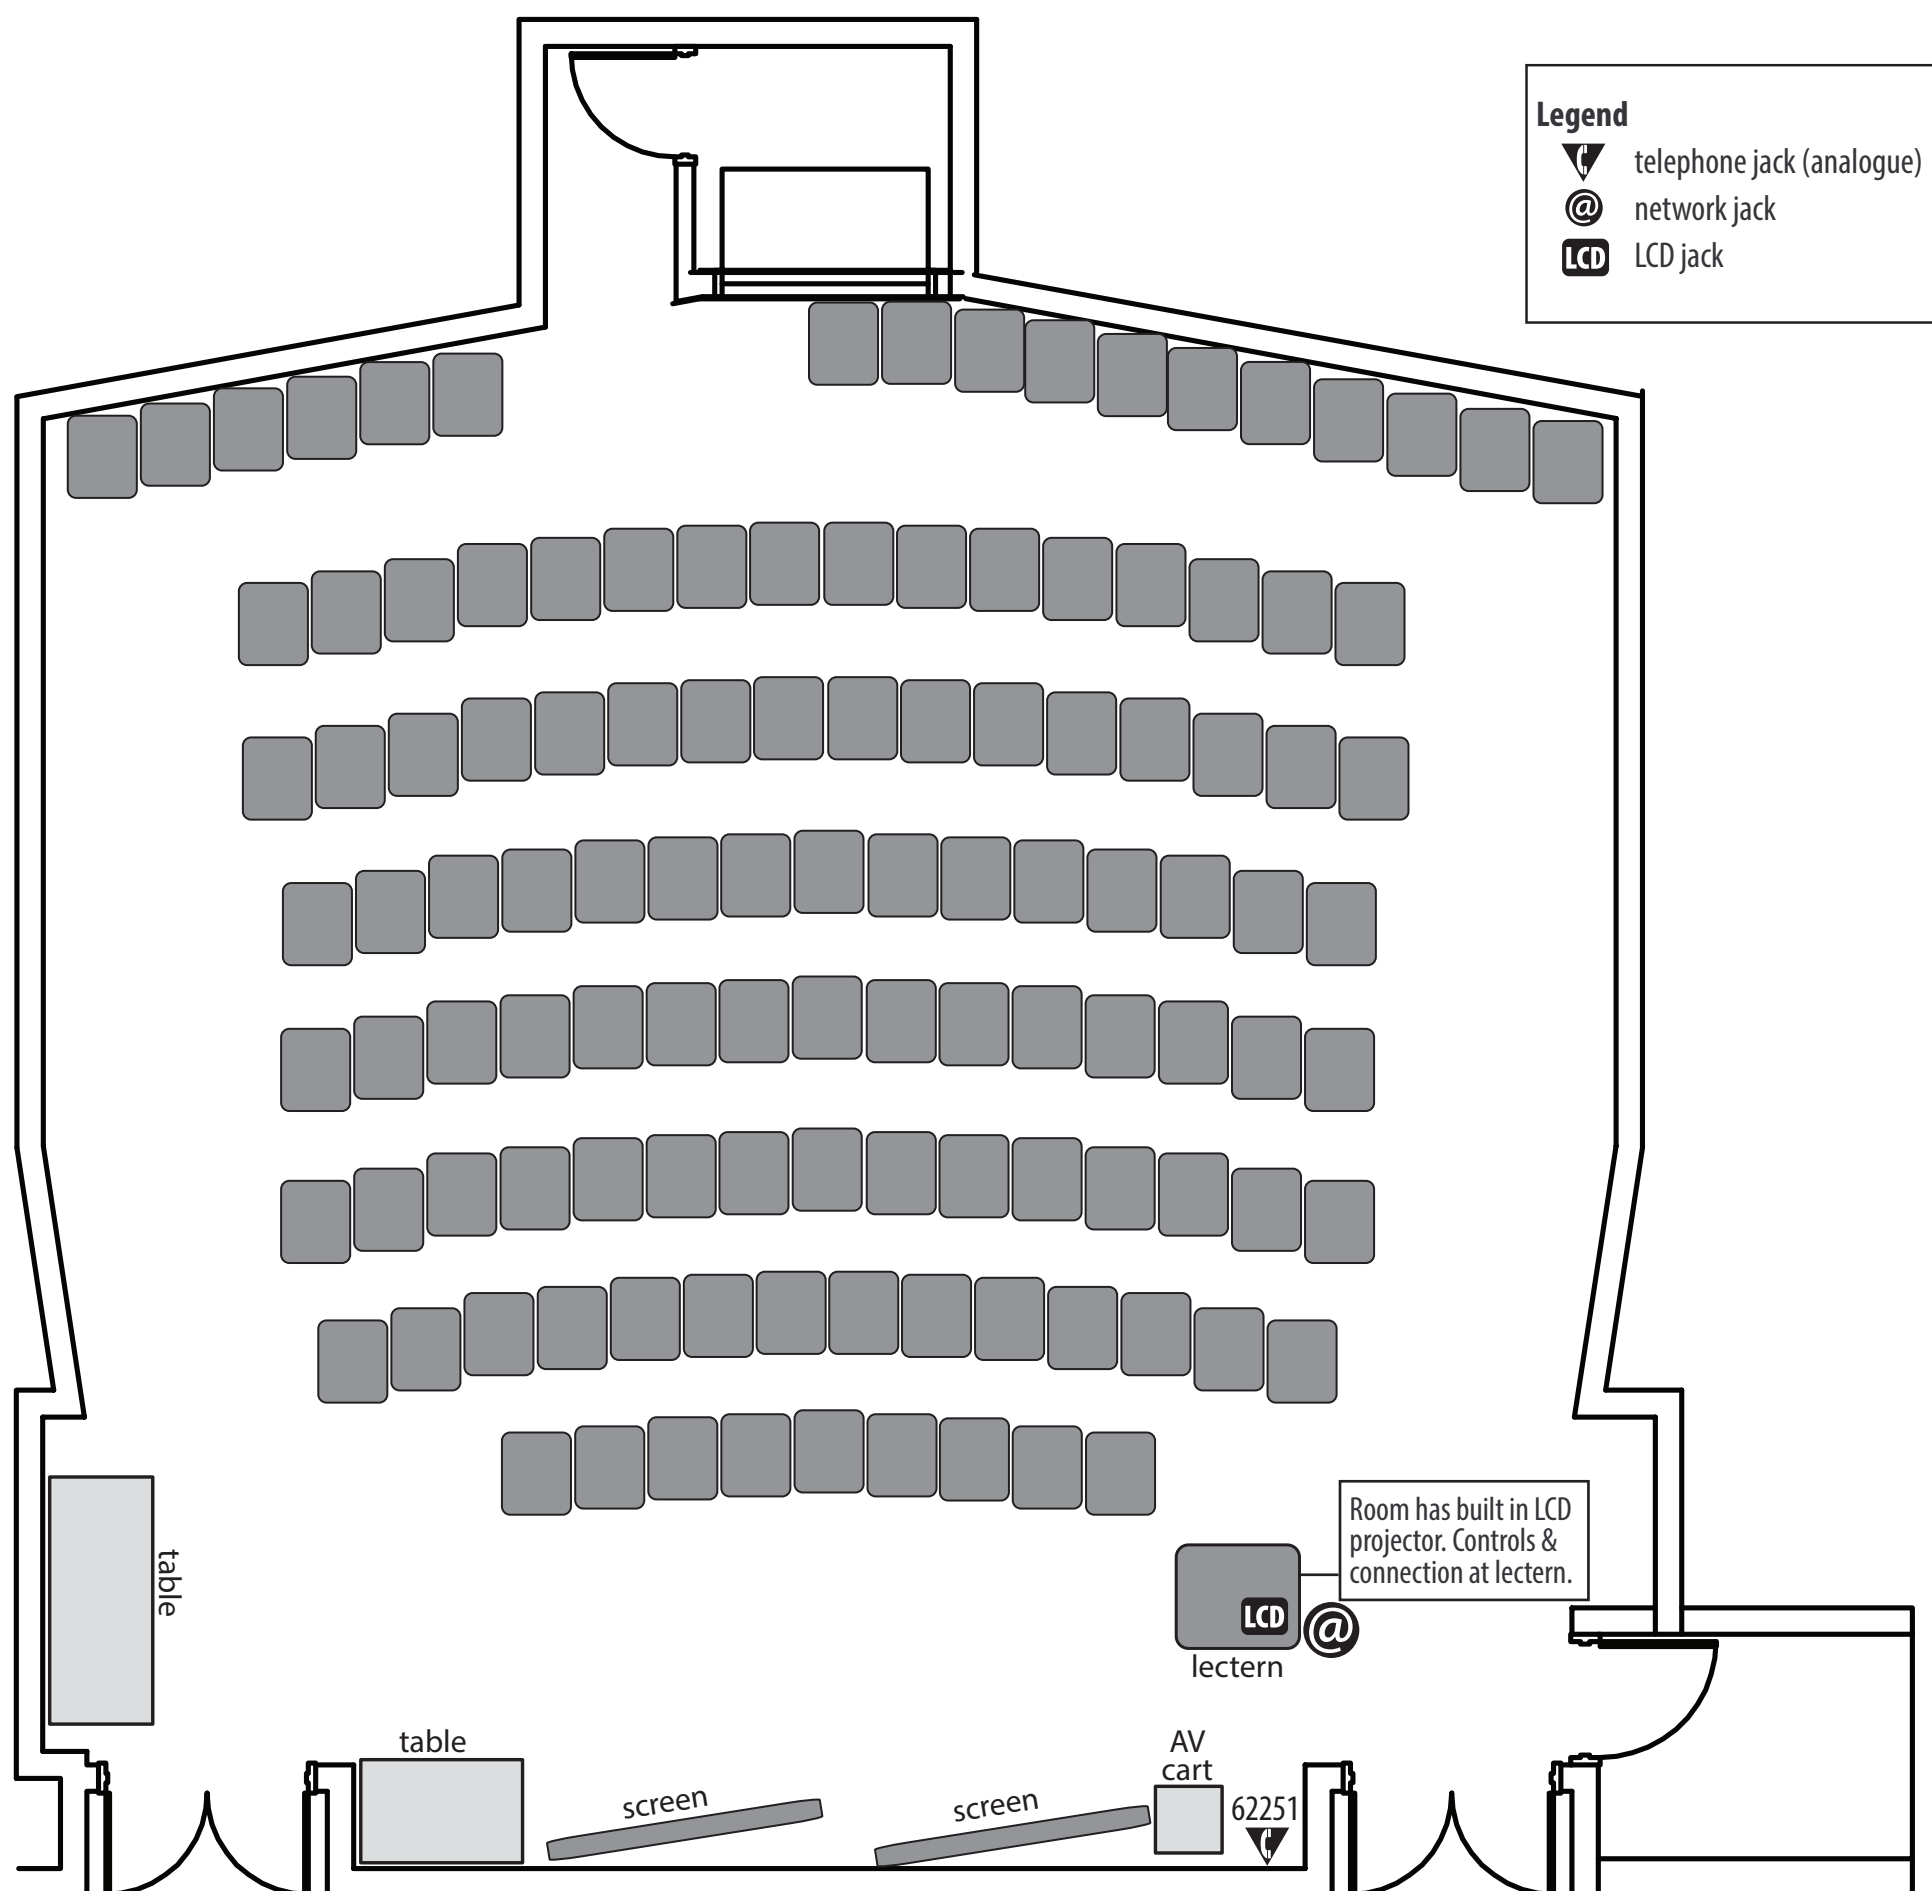 Legend
telephone jack (analogue)
@ network jack
LCD LCD jack
Room has built in LCD
projector. Controls &
connection at lectern.
table
LCD @
lectern
table
screen
screen
AV
cart
62251